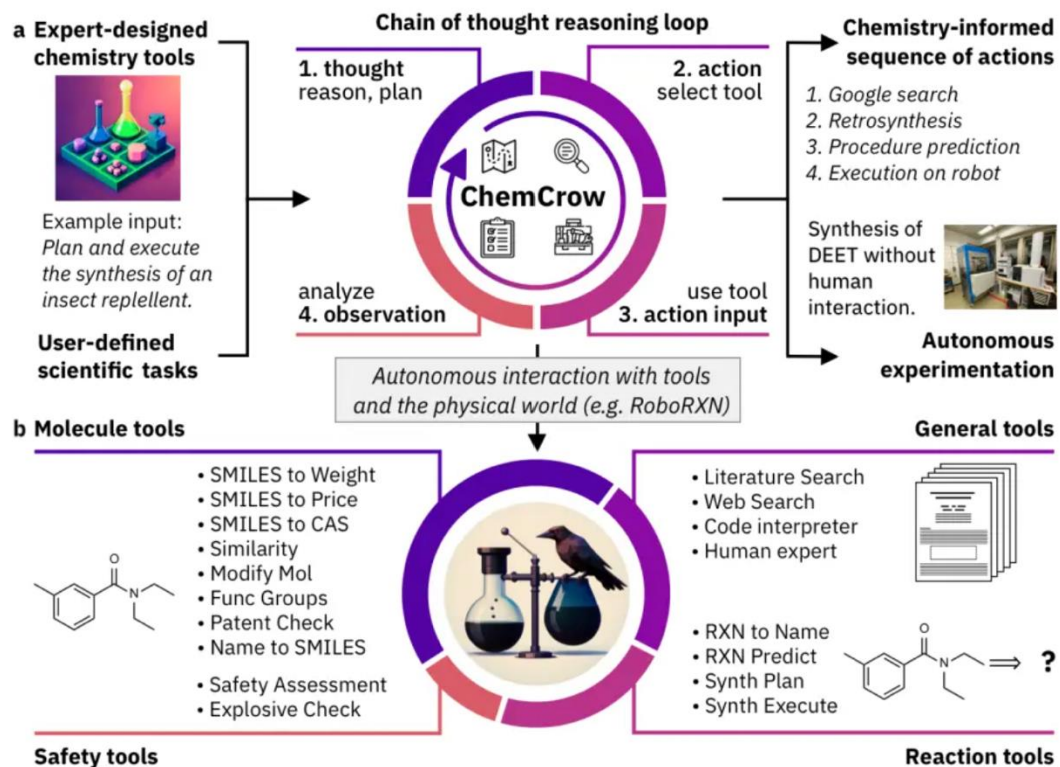 a Expert-designed
chemistry tools
Example input:
Plan and execute
the synthesis of an
insect repllellent.
User-defined
scientific tasks
Chain of thought reasoning loop
1. thought
reason, plan
2. action
select tool
ChemCrow
analyze
4. observation
use tool
3. action input
Chemistry-informed
sequence of actions
1. Google search
2. Retrosynthesis
3. Procedure prediction
4. Execution on robot
Synthesis of
DEET without
human
interaction.
Autonomous
experimentation
Autonomous interaction with tools
and the physical world (e.g. RoboRXN)
b Molecule tools
• SMILES to Weight
• SMILES to Price
• SMILES to CAS
• Similarity
• Modify Mol
• Func Groups
• Patent Check
• Name to SMILES
O
N
• Safety Assessment
• Explosive Check
Safety tools
General tools
• Literature Search
• Web Search
• Code interpreter
• Human expert
• RXN to Name
• RXN Predict
• Synth Plan
• Synth Execute
O
N
?
Reaction tools